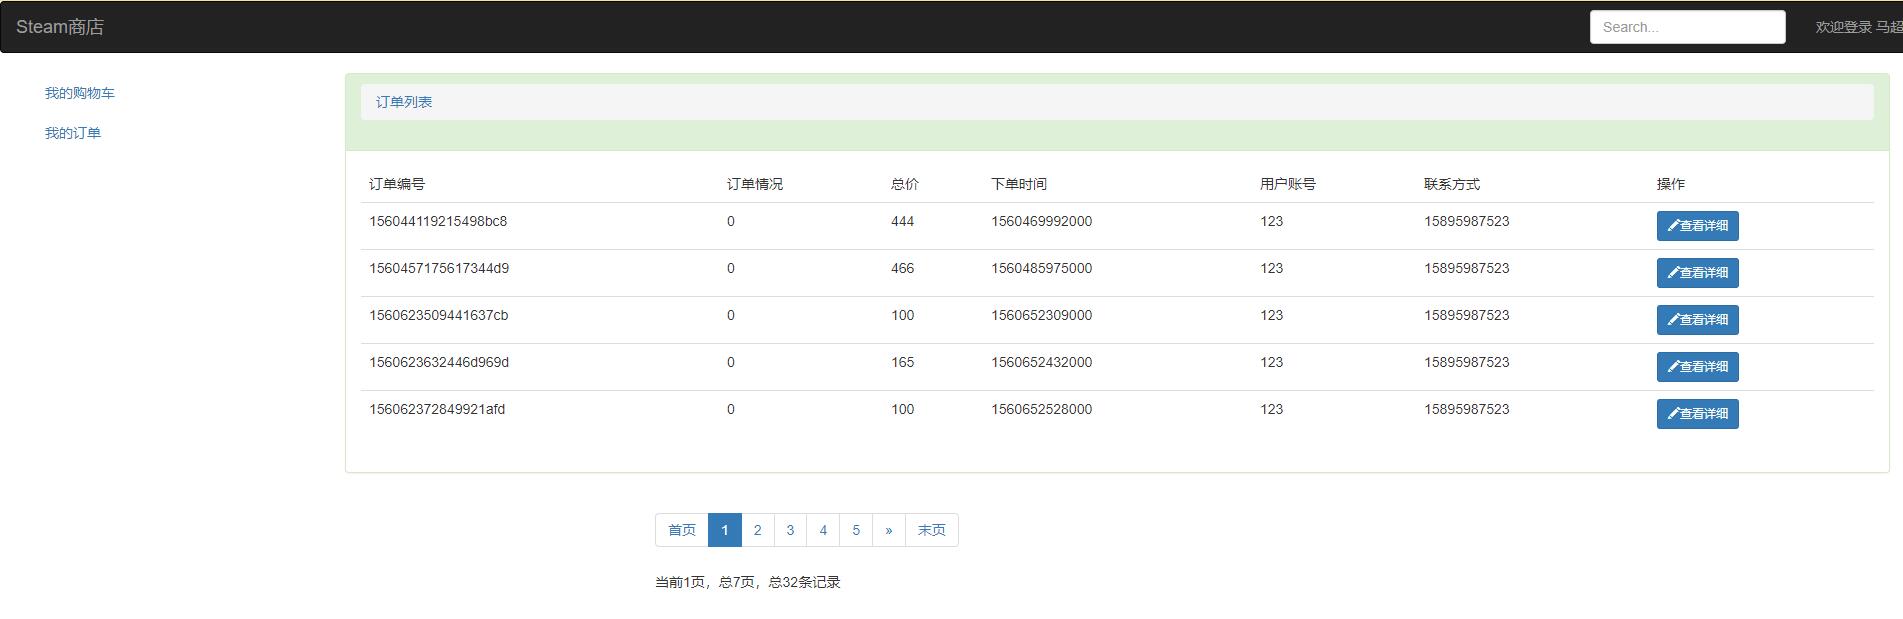 Steam商店 Search... 欢迎登录 马超
我的购物车
我的订单
订单列表
订单编号 订单情况 总价 下单时间 用户账号 联系方式 操作
156044119215498bc8 0 444 1560469992000 123 15895987523 查看详细
1560457175617344d9 0 466 1560485975000 123 15895987523 查看详细
1560623509441637cb 0 100 1560652309000 123 15895987523 查看详细
1560623632446d969d 0 165 1560652432000 123 15895987523 查看详细
156062372849921afd 0 100 1560652528000 123 15895987523 查看详细
首页 1 2 3 4 5 » 末页
当前1页，总7页，总32条记录